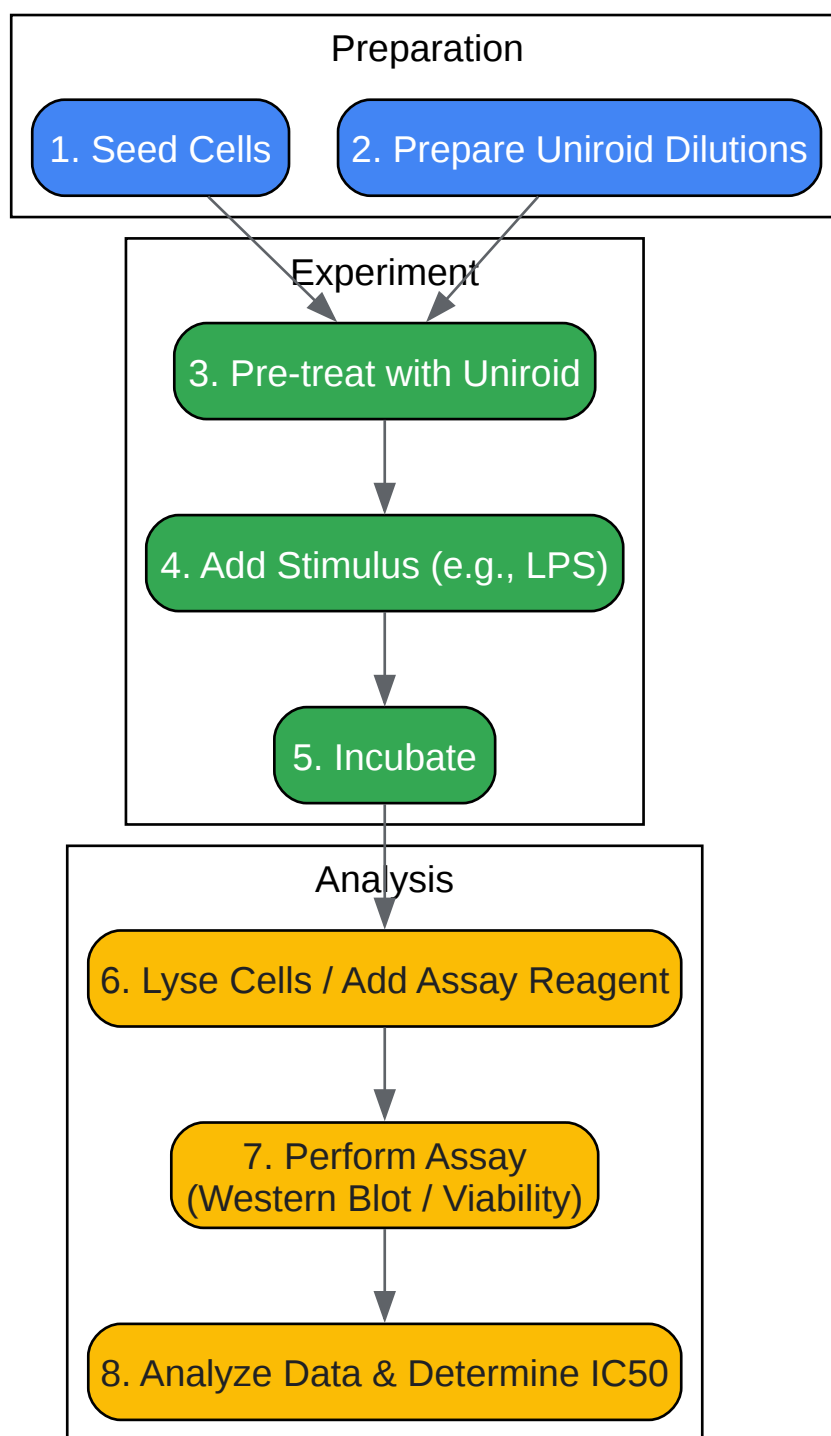 Preparation
1. Seed Cells
2. Prepare Uniroid Dilutions
Experiment
3. Pre-treat with Uniroid
4. Add Stimulus (e.g., LPS)
5. Incubate
Analysis
6. Lyse Cells / Add Assay Reagent
7. Perform Assay
(Western Blot / Viability)
8. Analyze Data & Determine IC50